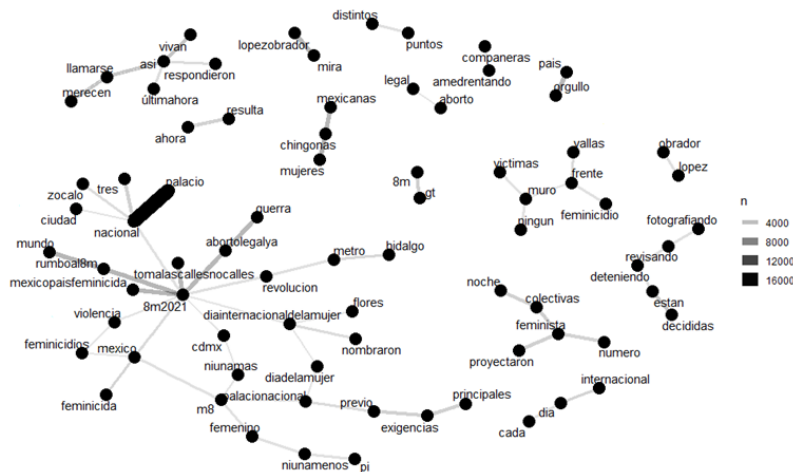 distintos
vivan
lopezobrador
puntos
companeras
asi
mira
llamarse
respondieron
legal
amedrentando
pais
merecen
últimahora
mexicanas
aborto
orgullo
resulta
ahora
chingonas
vallas
obrador
mujeres
victimas
palacio
8m
frente
lopez
tres
muro
zocalo
gt
n
ciudad
guerra
ningun
feminicidio
fotografiando
4000
nacional
8000
mundo
abortolegalya
hidalgo
revisando
12000
rumboal8m
tomalascallesnocalles
metro
16000
mexicopaisfeminicida
deteniendo
8m2021
revolucion
noche
estan
violencia
flores
colectivas
diainternacionaldelamujer
decididas
feminicidios
cdmx
nombraron
feminista
mexico
niunamas
proyectaron
numero
diadelamujer
internacional
feminicida
palacionacional
principales
m8
previo
dia
femenino
exigencias
cada
niunamenos
pi